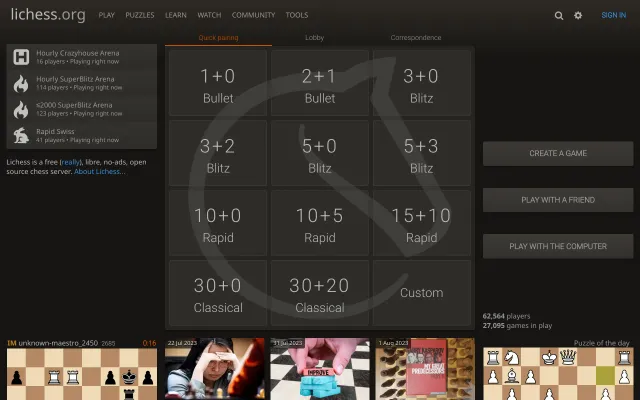 lichess.org
PLAY PUZZLES LEARN WATCH COMMUNITY TOOLS
SIGN IN
Hourly Crazyhouse Arena
16 players • Playing right now
Hourly SuperBlitz Arena
114 players • Playing right now
≤2000 SuperBlitz Arena
123 players • Playing right now
Rapid Swiss
41 players • Playing right now
Lichess is a free (really), libre, no-ads, open
source chess server. About Lichess...
Quick pairing Lobby Correspondence
1+0
Bullet
2+1
Bullet
3+0
Blitz
3+2
Blitz
5+0
Blitz
5+3
Blitz
10+0
Rapid
10+5
Rapid
15+10
Rapid
30+0
Classical
30+20
Classical
Custom
CREATE A GAME
PLAY WITH A FRIEND
PLAY WITH THE COMPUTER
62,564 players
27,095 games in play
IM unknown-maestro_2450 2685 0:16
22 Jul 2023
31 Jul 2023
IMPROVE
1 Aug 2023
MY GREAT
PREDECESSORS
Puzzle of the day